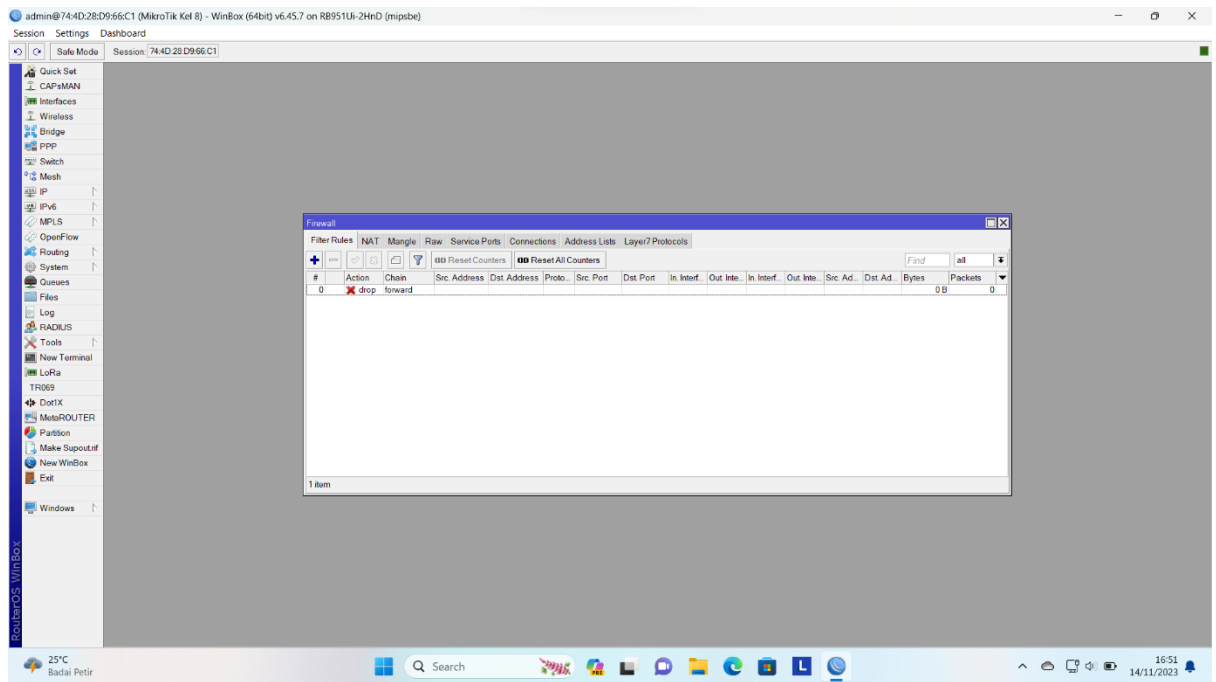 admin@74:4D:28:D9:66:C1 (MikroTik Kel 8) - WinBox (64bit) v6.45.7 on RB951Ui-2HnD (mipsbe)
Session Settings Dashboard
Safe Mode Session: 74:4D:28:D9:66:C1
Quick Set
CAPsMAN
Interfaces
Wireless
Bridge
PPP
Switch
Mesh
IP
IPv6
MPLS
OpenFlow
Routing
System
Queues
Files
Log
RADIUS
Tools
New Terminal
LoRa
TR069
Dot1X
MetaROUTER
Partition
Make Supout.rif
New WinBox
Exit
Windows
RouterOS WinBox
Firewall
Filter Rules NAT Mangle Raw Service Ports Connections Address Lists Layer7 Protocols
00 Reset Counters 00 Reset All Counters Find all
# Action Chain Src. Address Dst. Address Proto... Src. Port Dst. Port In. Interf... Out. Inte... In. Interf... Out. Inte... Src. Ad... Dst. Ad... Bytes Packets
0 drop forward 0 B 0
1 item
25°C
Badai Petir
Search
PRE
L
16:51
14/11/2023